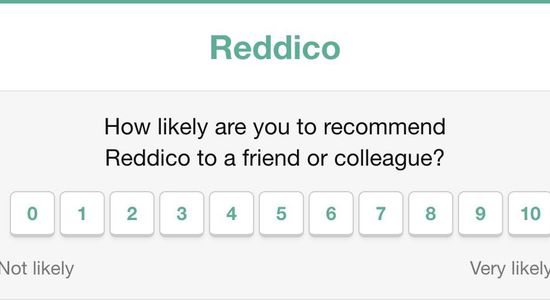 Reddico
How likely are you to recommend
Reddico to a friend or colleague?
0 1 2 3 4 5 6 7 8 9 10
Not likely Very likely